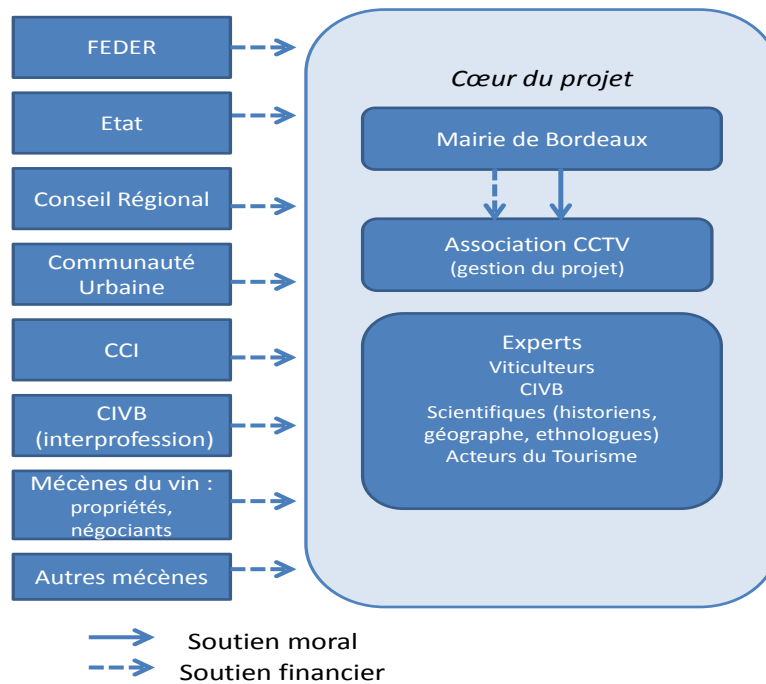 FEDER
Etat
Conseil Régional
Communauté
Urbaine
CCI
CIVB
(interprofession)
Mécènes du vin :
propriétés,
négociants
Autres mécènes
Cœur du projet
Mairie de Bordeaux
Association CCTV
(gestion du projet)
Experts
Viticulteurs
CIVB
Scientifiques (historiens,
géographe, ethnologues)
Acteurs du Tourisme
Soutien moral
Soutien financier